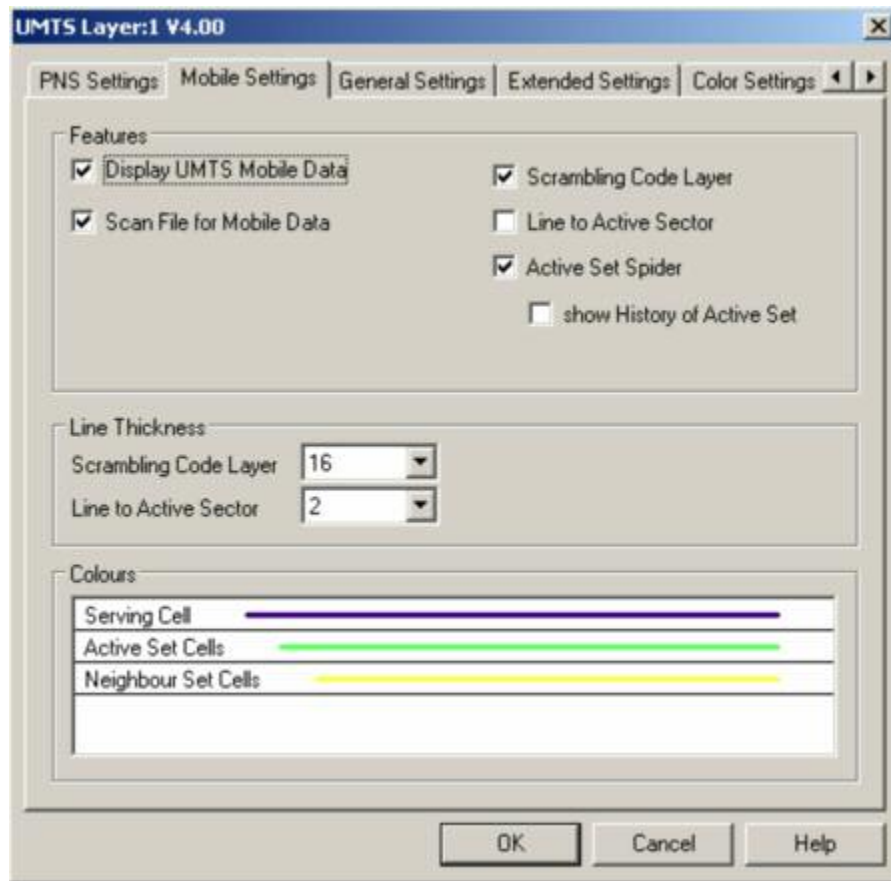 UMTS Layer:1 V4.00
PNS Settings Mobile Settings General Settings Extended Settings Color Settings
Features
Display UMTS Mobile Data
Scrambling Code Layer
Scan File for Mobile Data
Line to Active Sector
Active Set Spider
show History of Active Set
Line Thickness
Scrambling Code Layer 16
Line to Active Sector 2
Colours
Serving Cell
Active Set Cells
Neighbour Set Cells
OK Cancel Help